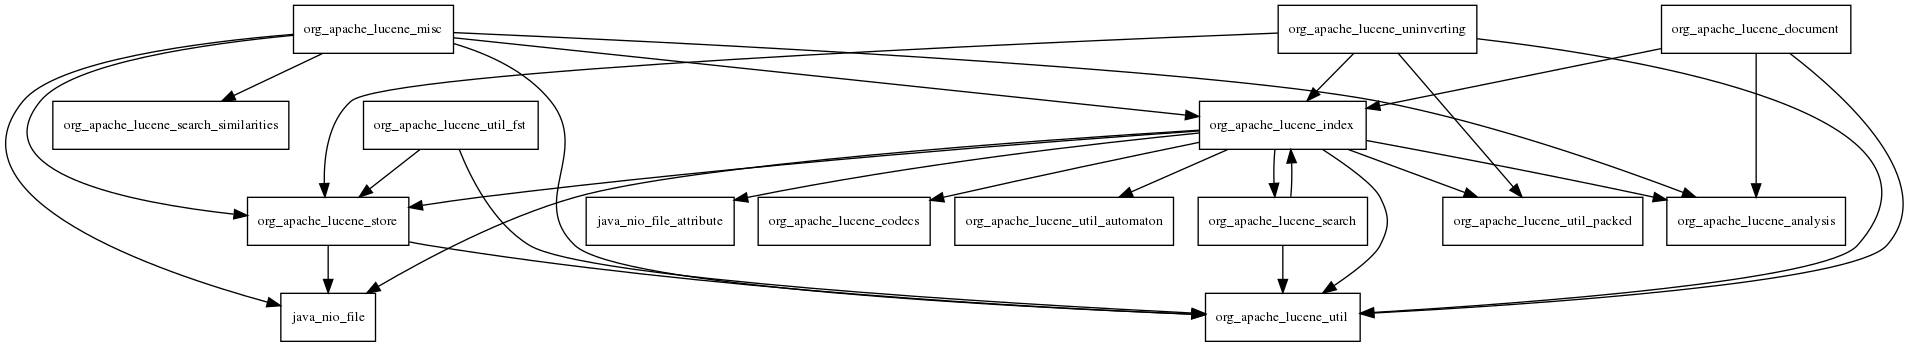 org_apache_lucene_misc
org_apache_lucene_uninverting
org_apache_lucene_document
org_apache_lucene_search_similarities
org_apache_lucene_util_fst
org_apache_lucene_index
org_apache_lucene_store
java_nio_file_attribute
org_apache_lucene_codecs
org_apache_lucene_util_automaton
org_apache_lucene_search
org_apache_lucene_util_packed
org_apache_lucene_analysis
java_nio_file
org_apache_lucene_util